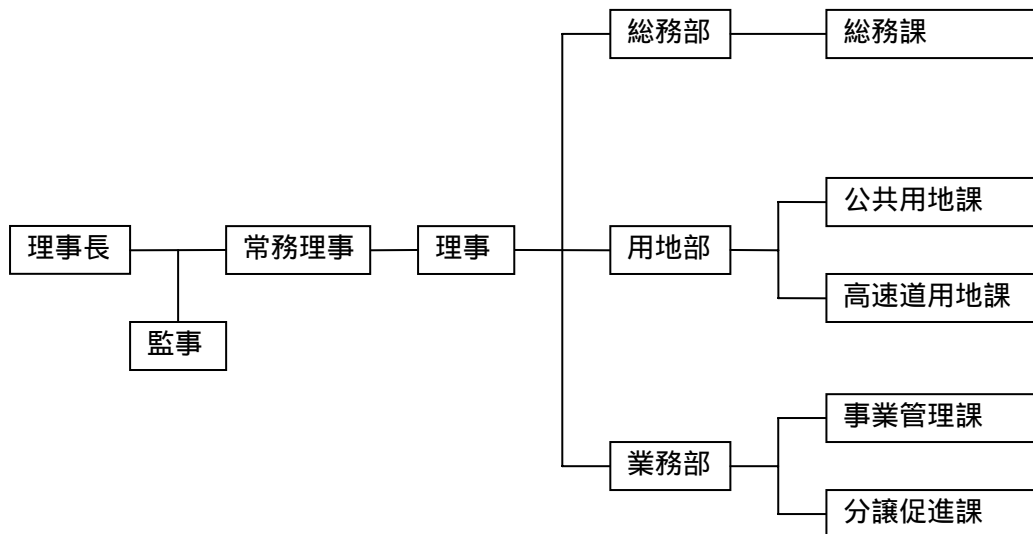 総務部
総務課
公共用地課
理事長
常務理事
理事
用地部
高速道用地課
監事
事業管理課
業務部
分譲促進課